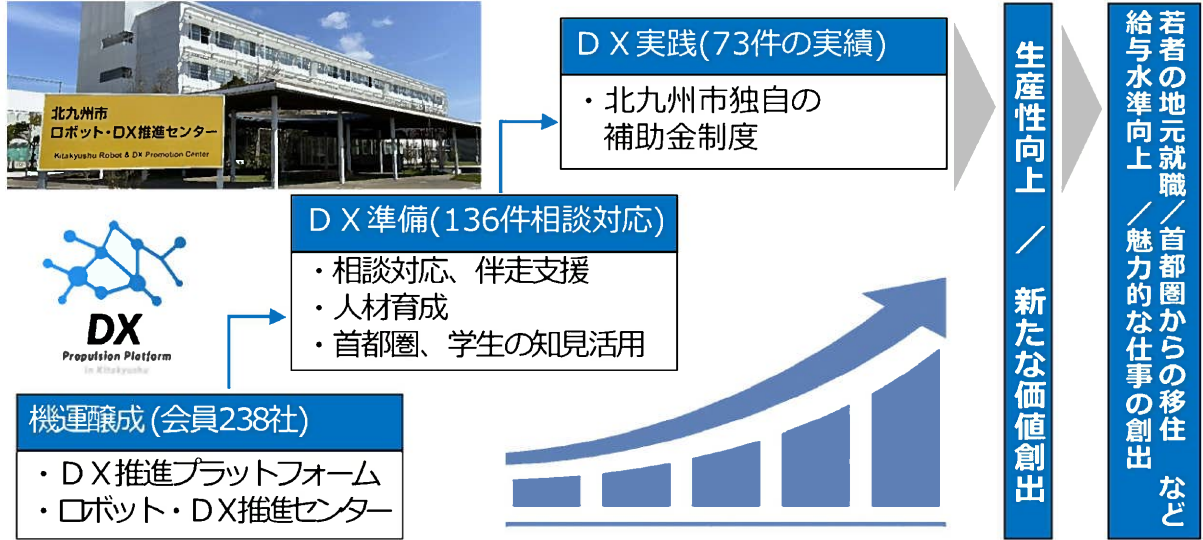 北九州市
ロボット・DX推進センター
Kitakyushu Robot & DX Promotion Center
DX
Propulsion Platform
in Kitakyushu
機運醸成(会員238社)
・ＤＸ推進プラットフォーム
・ロボット・ＤＸ推進センター
ＤＸ準備(136件相談対応)
・相談対応、伴走支援
・人材育成
・首都圏、学生の知見活用
ＤＸ実践(73件の実績)
・北九州市独自の
補助金制度
生産性向上 ／ 新たな価値創出
若者の地元就職／首都圏からの移住 など
給与水準向上 ／魅力的な仕事の創出